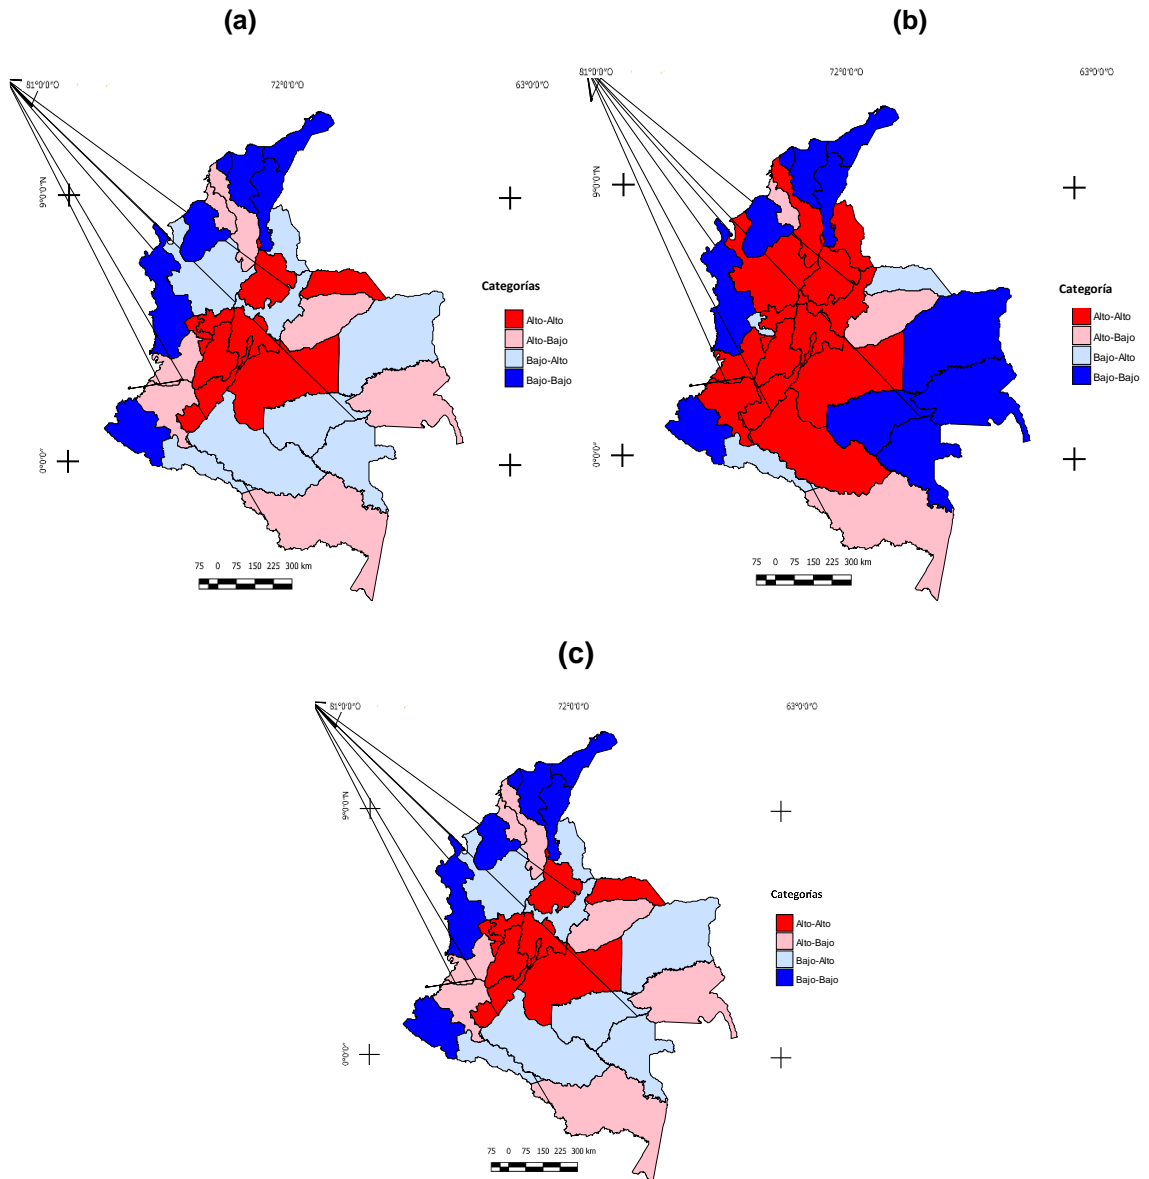 (a)
(b)
81°0'0"O
72°0'0"O
63°0'0"O
81°0'0"O
72°0'0"O
63°0'0"O
9°0'0"N
9°0'0"N
Categorías
Alto-Alto
Alto-Bajo
Bajo-Alto
Bajo-Bajo
Categoría
Alto-Alto
Alto-Bajo
Bajo-Alto
Bajo-Bajo
0°0'0"
0°0'0"
75 0 75 150 225 300 km
75 0 75 150 225 300 km
(c)
81°0'0"O
72°0'0"O
63°0'0"O
9°0'0"N
Categorías
Alto-Alto
Alto-Bajo
Bajo-Alto
Bajo-Bajo
0°0'0"
75 0 75 150 225 300 km